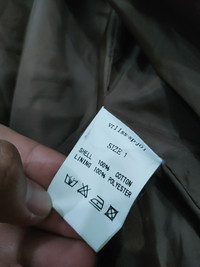 SIZE 1
SHELL 100% COTTON
LINING 100% POLYESTER